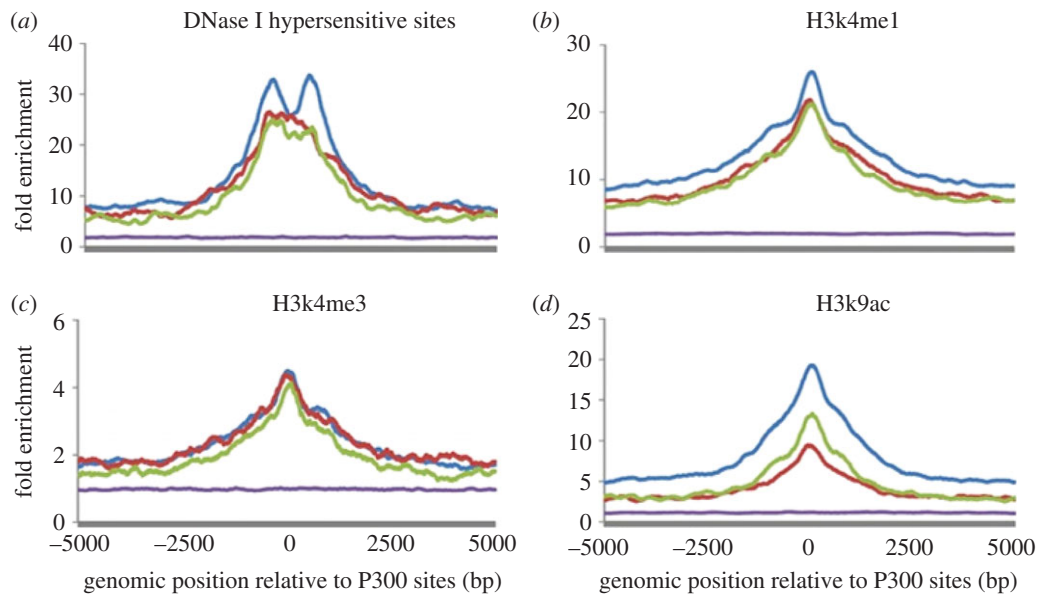 (a) DNase I hypersensitive sites
40
30
20
10
0
fold enrichment
(b) H3k4me1
30
20
10
0
(c) H3k4me3
6
4
2
0
fold enrichment
–5000 –2500 0 2500 5000
genomic position relative to P300 sites (bp)
(d) H3k9ac
25
20
15
10
5
0
–5000 –2500 0 2500 5000
genomic position relative to P300 sites (bp)